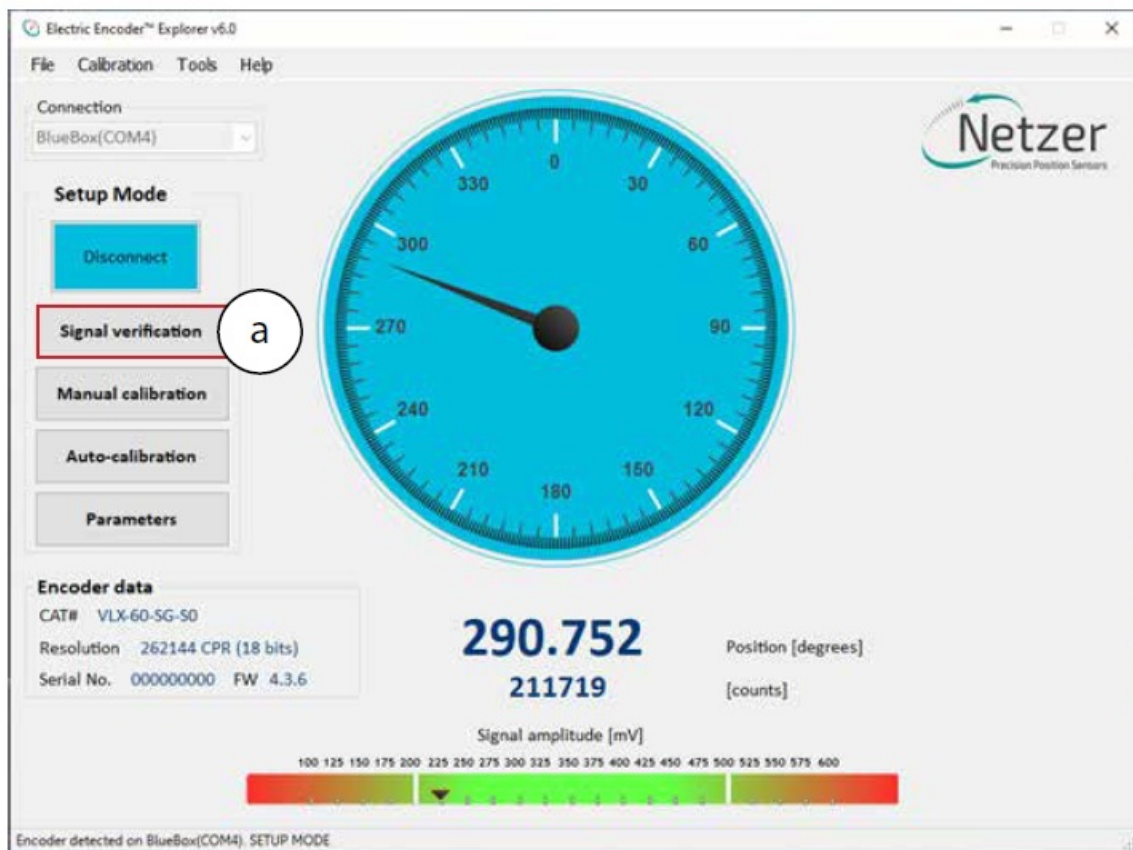 Electric Encoder™ Explorer v6.0
File Calibration Tools Help
Connection
BlueBox(COM4)
Netzer
Precision Position Sensors
Setup Mode
Disconnect
Signal verification
a
Manual calibration
Auto-calibration
Parameters
0
30
60
90
120
150
180
210
240
270
300
330
Encoder data
CAT# VLX-60-SG-S0
Resolution 262144 CPR (18 bits)
Serial No. 000000000 FW 4.3.6
290.752 Position [degrees]
211719 [counts]
Signal amplitude [mV]
100 125 150 175 200 225 250 275 300 325 350 375 400 425 450 475 500 525 550 575 600
Encoder detected on BlueBox(COM4). SETUP MODE